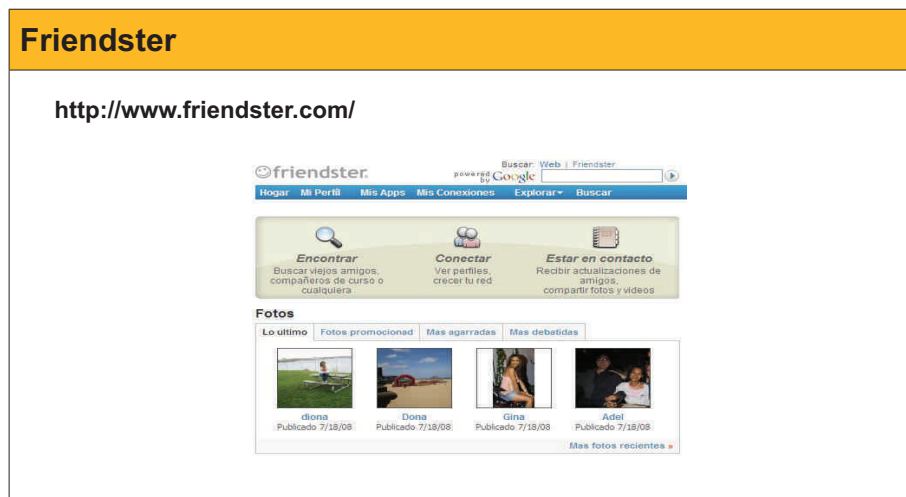 Friendster
http://www.friendster.com/
friendster
Buscar: Web | Friendster
powered by Google
Hogar Mi Perfil Mis Apps Mis Conexiones Explorar Buscar
Encontrar
Buscar viejos amigos,
compañeros de curso o
cualquiera
Conectar
Ver perfiles,
crecer tu red
Estar en contacto
Recibir actualizaciones de
amigos,
compartir fotos y videos
Fotos
Lo ultimo Fotos promocionad Mas agarradas Mas debatidas
diona
Publicado 7/18/08
Dona
Publicado 7/18/08
Gina
Publicado 7/18/08
Adel
Publicado 7/18/08
Mas fotos recientes »